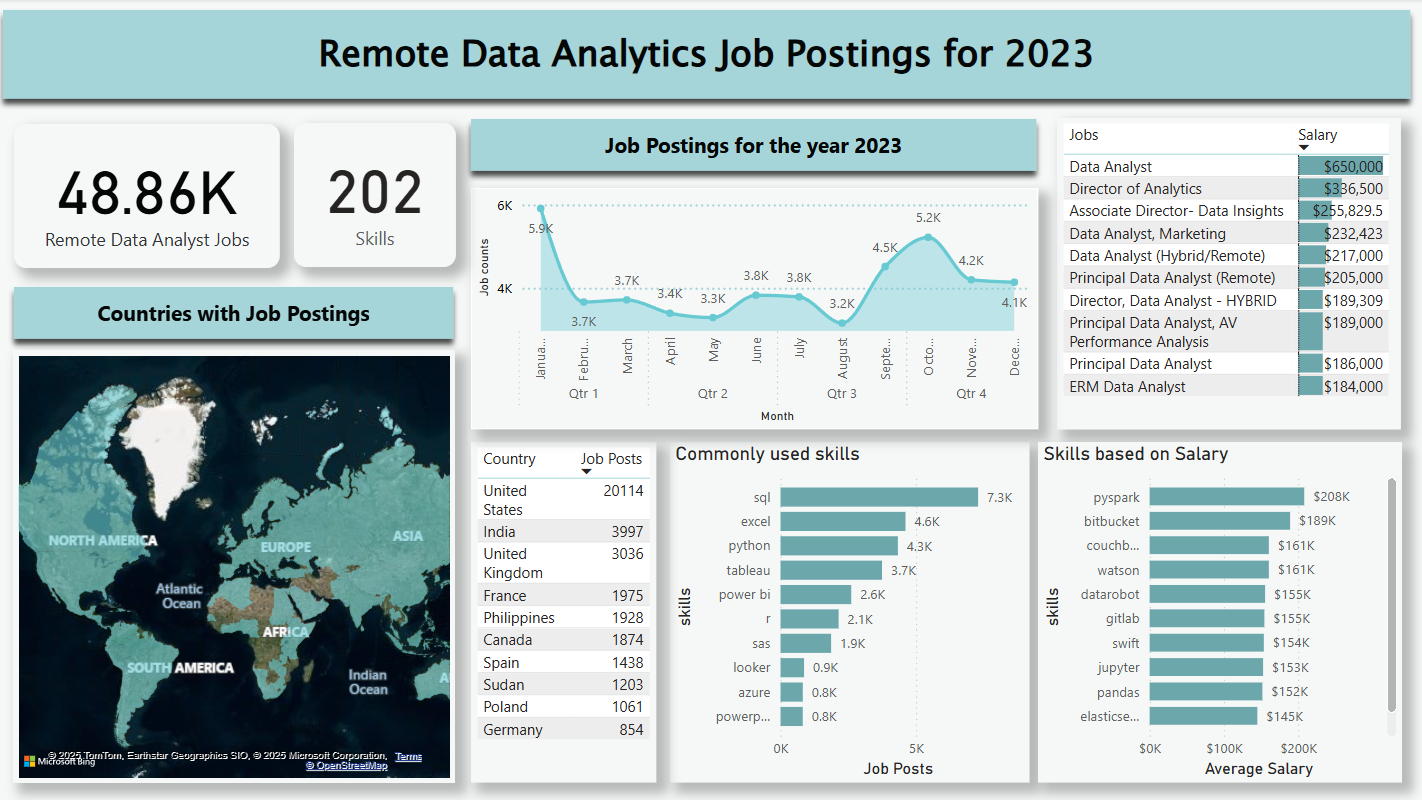 Remote Data Analytics Job Postings for 2023
48.86K
Remote Data Analyst Jobs
202
Skills
Countries with Job Postings
NORTH AMERICA
EUROPE
ASIA
Atlantic
Ocean
AFRICA
SOUTH AMERICA
Indian
Ocean
A
© 2025 TomTom, Earthstar Geographics SIO, © 2025 Microsoft Corporation, Terms
Microsoft Bing
© OpenStreetMap
Job Postings for the year 2023
Job counts
6K
4K
5.9K
3.7K
3.7K
3.4K
3.3K
3.8K
3.8K
3.2K
4.5K
5.2K
4.2K
4.1K
Janua...
Febru...
March
April
May
June
July
August
Septe...
Octo...
Nove...
Dece...
Qtr 1
Qtr 2
Qtr 3
Qtr 4
Month
Jobs Salary
Data Analyst $650,000
Director of Analytics $336,500
Associate Director- Data Insights $255,829.5
Data Analyst, Marketing $232,423
Data Analyst (Hybrid/Remote) $217,000
Principal Data Analyst (Remote) $205,000
Director, Data Analyst - HYBRID $189,309
Principal Data Analyst, AV $189,000
Performance Analysis
Principal Data Analyst $186,000
ERM Data Analyst $184,000
Country Job Posts
United 20114
States
India 3997
United 3036
Kingdom
France 1975
Philippines 1928
Canada 1874
Spain 1438
Sudan 1203
Poland 1061
Germany 854
Commonly used skills
skills
sql 7.3K
excel 4.6K
python 4.3K
tableau 3.7K
power bi 2.6K
r 2.1K
sas 1.9K
looker 0.9K
azure 0.8K
powerp... 0.8K
0K 5K
Job Posts
Skills based on Salary
skills
pyspark $208K
bitbucket $189K
couchb... $161K
watson $161K
datarobot $155K
gitlab $155K
swift $154K
jupyter $153K
pandas $152K
elasticse... $145K
$0K $100K $200K
Average Salary